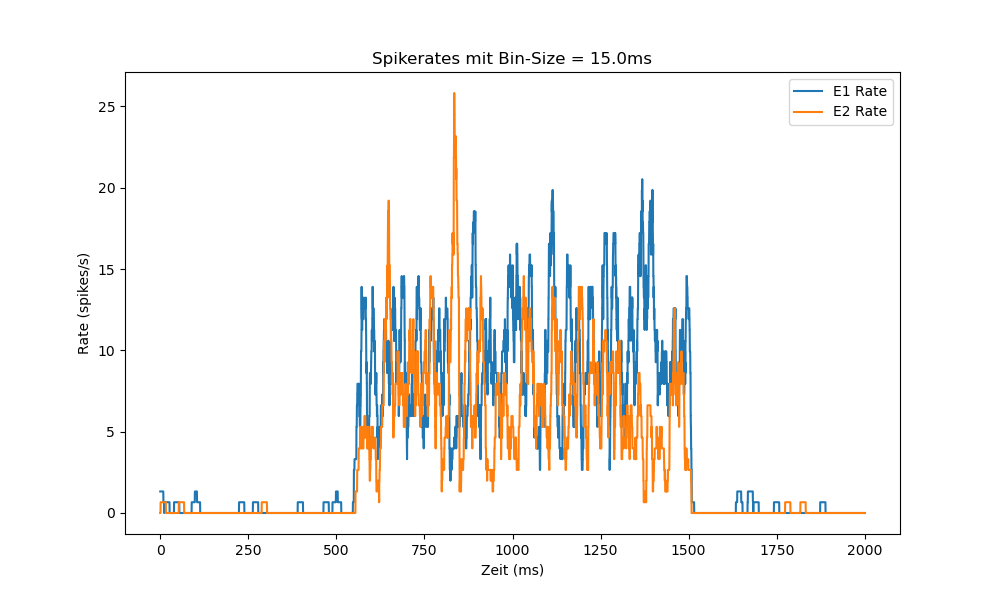 Spikerates mit Bin-Size = 15.0ms
E1 Rate
E2 Rate
Rate (spikes/s)
25
20
15
10
5
0
0 250 500 750 1000 1250 1500 1750 2000
Zeit (ms)